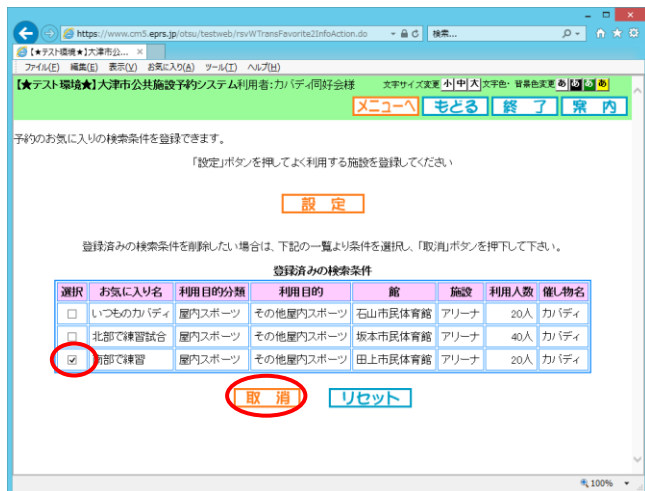 https://www.cm5.eprs.jp/otsu/testweb/rsvWTransFavorite2InfoAction.do
検索...
【★テスト環境★】大津市公...
ファイル(F) 編集(E) 表示(V) お気に入り(A) ツール(T) ヘルプ(H)
【★テスト環境★】大津市公共施設予約システム利用者:カバディ同好会様 文字サイズ変更 小 中 大 文字色・背景色変更 あ あ あ あ
メニューへ もどる 終 了 案 内
予約のお気に入りの検索条件を登録できます。
「設定」ボタンを押してよく利用する施設を登録してください
設 定
登録済みの検索条件を削除したい場合は、下記の一覧より条件を選択し、「取消」ボタンを押下して下さい。
登録済みの検索条件
選択 お気に入り名 利用目的分類 利用目的 館 施設 利用人数 催し物名
いつものカバディ 屋内スポーツ その他屋内スポーツ 石山市民体育館 アリーナ 20人 カバディ
北部で練習試合 屋内スポーツ その他屋内スポーツ 坂本市民体育館 アリーナ 40人 カバディ
南部で練習 屋内スポーツ その他屋内スポーツ 田上市民体育館 アリーナ 20人 カバディ
取 消 リセット
100%